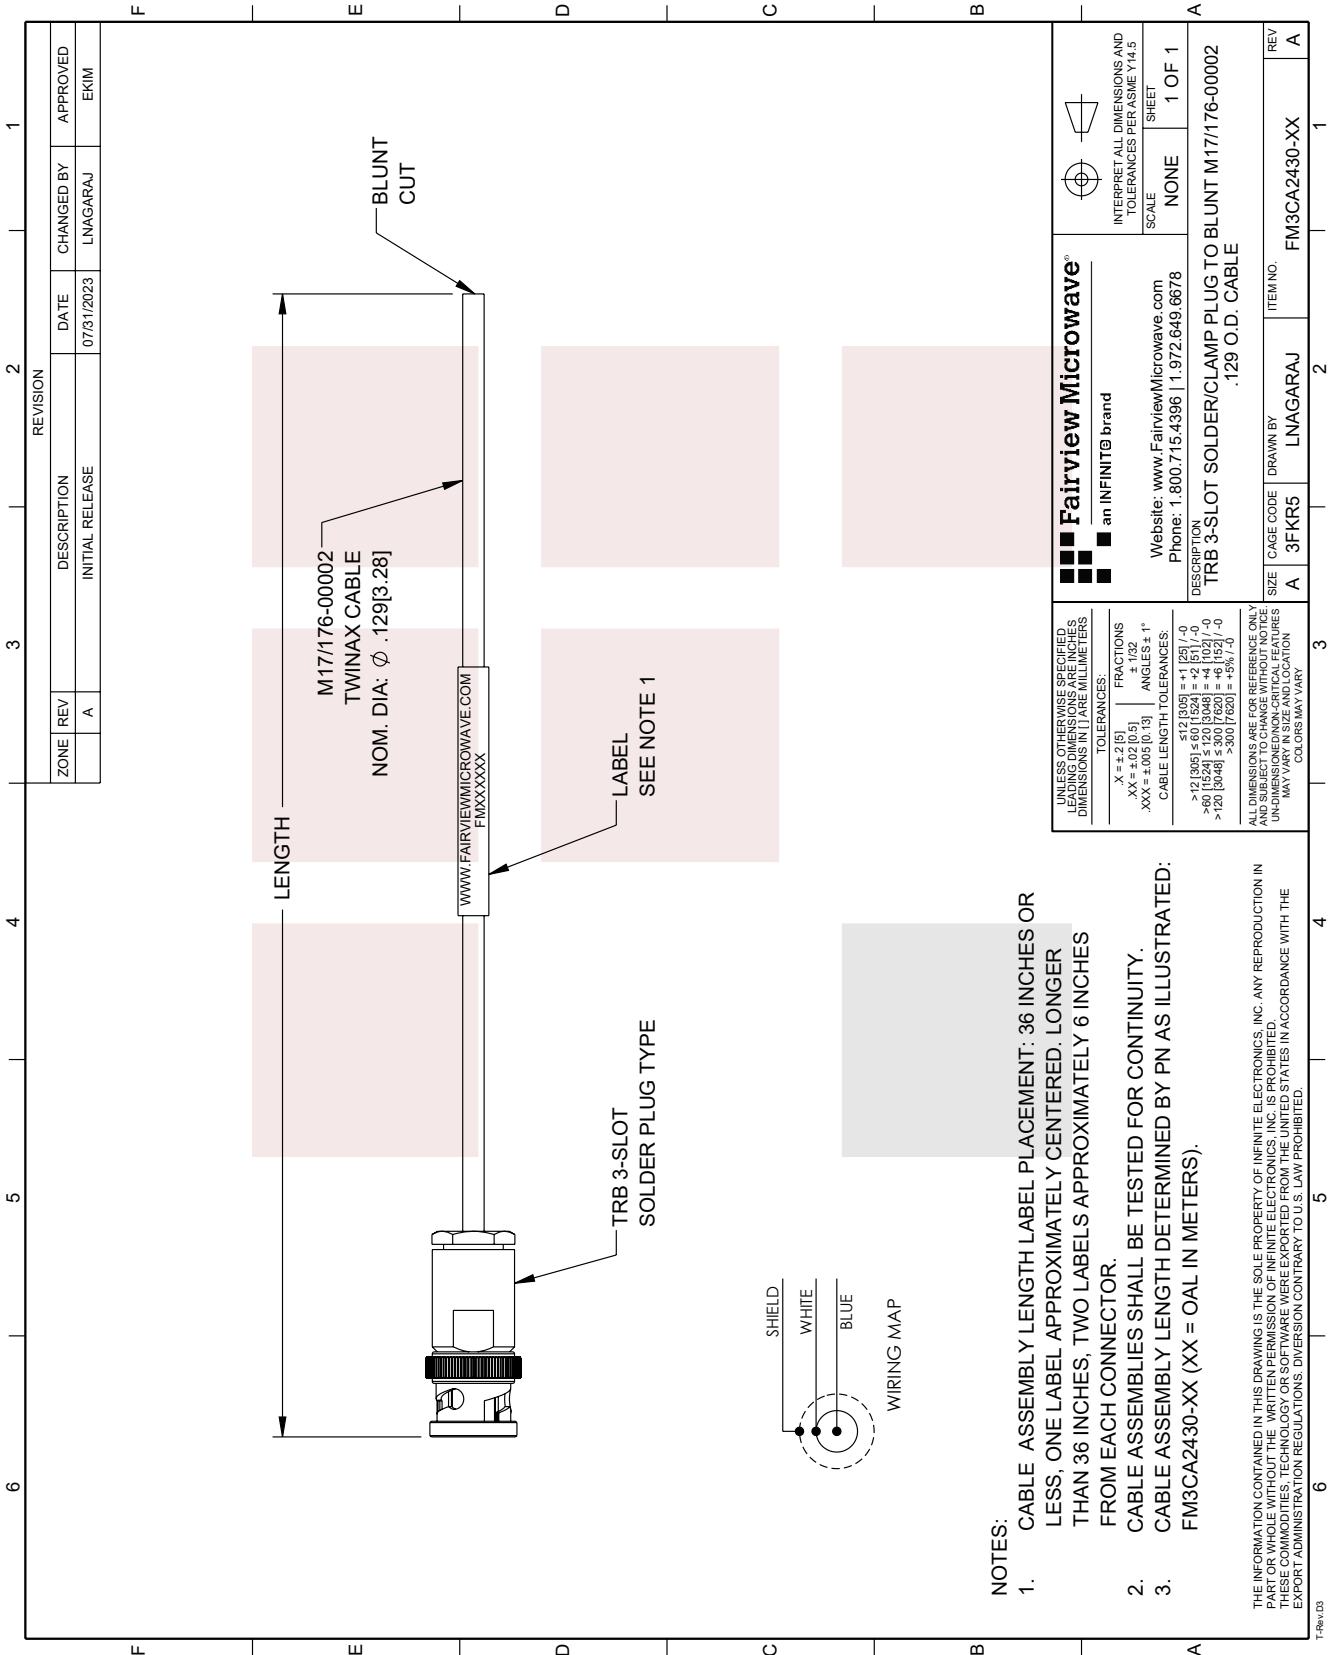 REVISION
ZONE REV DESCRIPTION DATE CHANGED BY APPROVED
A INITIAL RELEASE 07/31/2023 LNAGARAJ EKIM
6 5 4 3 2 1
F
E
D
C
B
A
LENGTH
M17/176-00002
TWINAX CABLE
NOM. DIA: Ø .129[3.28]
BLUNT
CUT
WWW.FAIRVIEWMICROWAVE.COM
FMXXXXXX
LABEL
SEE NOTE 1
TRB 3-SLOT
SOLDER PLUG TYPE
SHIELD
WHITE
BLUE
WIRING MAP
NOTES:
1. CABLE ASSEMBLY LENGTH LABEL PLACEMENT: 36 INCHES OR
LESS, ONE LABEL APPROXIMATELY CENTERED. LONGER
THAN 36 INCHES, TWO LABELS APPROXIMATELY 6 INCHES
FROM EACH CONNECTOR.
2. CABLE ASSEMBLIES SHALL BE TESTED FOR CONTINUITY.
3. CABLE ASSEMBLY LENGTH DETERMINED BY PN AS ILLUSTRATED:
FM3CA2430-XX (XX = OAL IN METERS).
THE INFORMATION CONTAINED IN THIS DRAWING IS THE SOLE PROPERTY OF INFINITE ELECTRONICS, INC. ANY REPRODUCTION IN
PART OR WHOLE WITHOUT THE WRITTEN PERMISSION OF INFINITE ELECTRONICS, INC. IS PROHIBITED.
THESE COMMODITIES, TECHNOLOGY OR SOFTWARE WERE EXPORTED FROM THE UNITED STATES IN ACCORDANCE WITH THE
EXPORT ADMINISTRATION REGULATIONS. DIVERSION CONTRARY TO U.S. LAW PROHIBITED.
UNLESS OTHERWISE SPECIFIED
LEADING DIMENSIONS ARE INCHES
DIMENSIONS IN [ ] ARE MILLIMETERS
TOLERANCES:
.X = ±.2 [5] FRACTIONS
.XX = ±.02 [0.5] ± 1/32
.XXX = ±.005 [0.13] ANGLES ± 1°
CABLE LENGTH TOLERANCES:
≤12 [305] = +1 [25] / -0
>12 [305] ≤ 60 [1524] = +2 [51] / -0
>60 [1524] ≤ 120 [3048] = +4 [102] / -0
>120 [3048] ≤ 300 [7620] = +6 [152] / -0
>300 [7620] = +5% / -0
ALL DIMENSIONS ARE FOR REFERENCE ONLY
AND SUBJECT TO CHANGE WITHOUT NOTICE.
UN-DIMENSIONED/NON-CRITICAL FEATURES
MAY VARY IN SIZE AND LOCATION
COLORS MAY VARY
Fairview Microwave®
an INFINITE brand
Website: www.FairviewMicrowave.com
Phone: 1.800.715.4396 | 1.972.649.6678
INTERPRET ALL DIMENSIONS AND
TOLERANCES PER ASME Y14.5
SCALE NONE SHEET 1 OF 1
DESCRIPTION
TRB 3-SLOT SOLDER/CLAMP PLUG TO BLUNT M17/176-00002
.129 O.D. CABLE
SIZE A CAGE CODE 3FKR5 DRAWN BY LNAGARAJ ITEM NO. FM3CA2430-XX REV A
6 5 4 3 2 1
F
E
D
C
B
A
T-Rev.D3